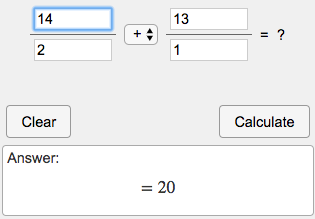 14 13
+ = ?
2 1
Clear Calculate
Answer:
= 20